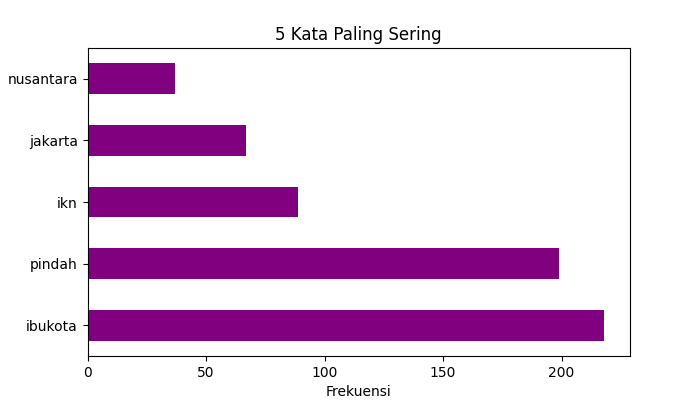 5 Kata Paling Sering
nusantara
jakarta
ikn
pindah
ibukota
0 50 100 150 200
Frekuensi